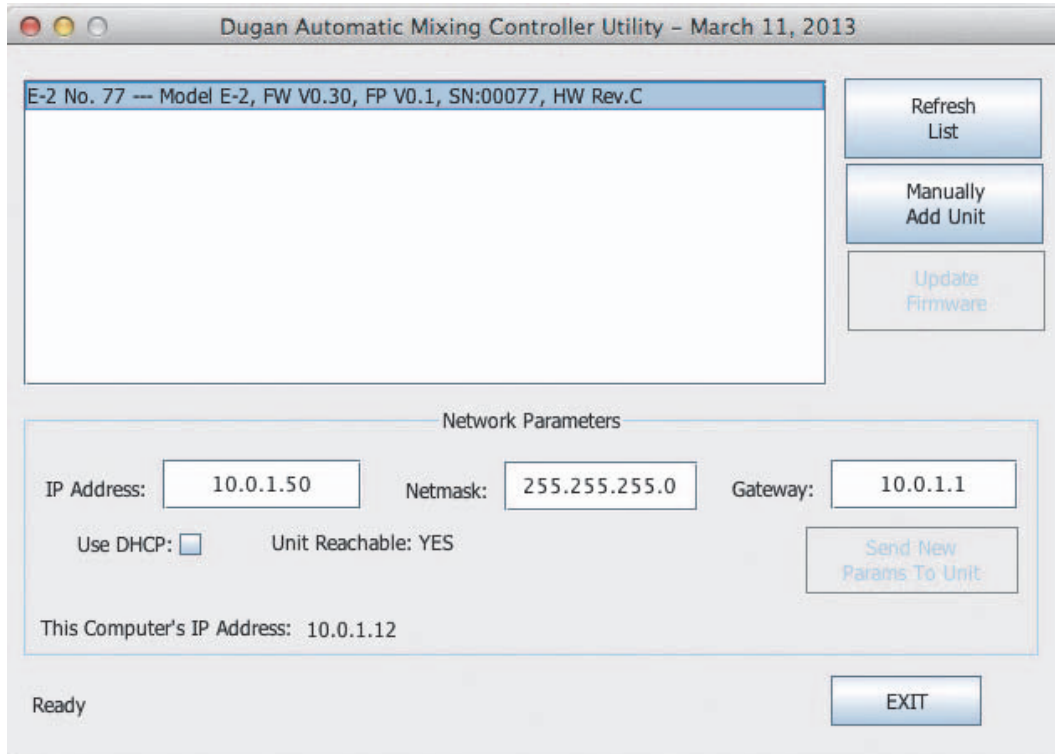 Dugan Automatic Mixing Controller Utility – March 11, 2013
E-2 No. 77 --- Model E-2, FW V0.30, FP V0.1, SN:00077, HW Rev.C
Refresh
List
Manually
Add Unit
Update
Firmware
Network Parameters
IP Address: 10.0.1.50 Netmask: 255.255.255.0 Gateway: 10.0.1.1
Use DHCP: Unit Reachable: YES
Send New
Params To Unit
This Computer's IP Address: 10.0.1.12
Ready
EXIT